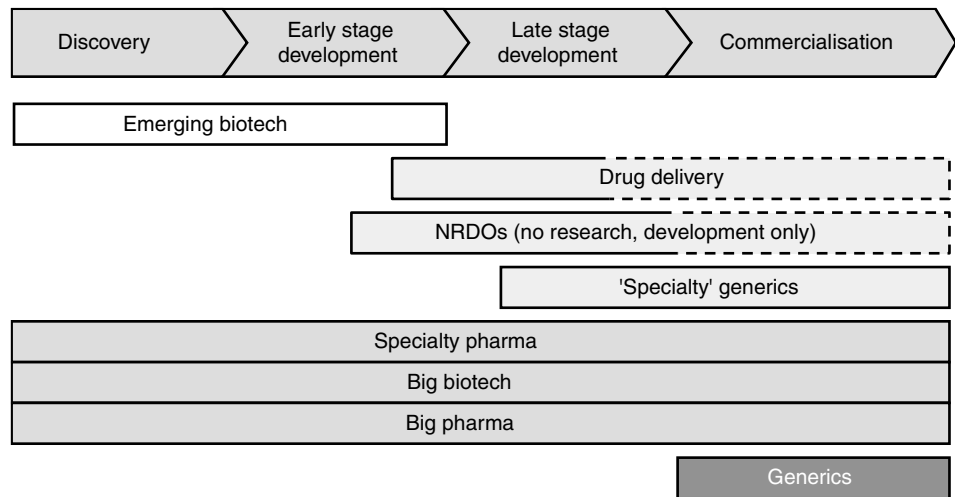 Discovery
Early stage
development
Late stage
development
Commercialisation
Emerging biotech
Drug delivery
NRDOs (no research, development only)
'Specialty' generics
Specialty pharma
Big biotech
Big pharma
Generics